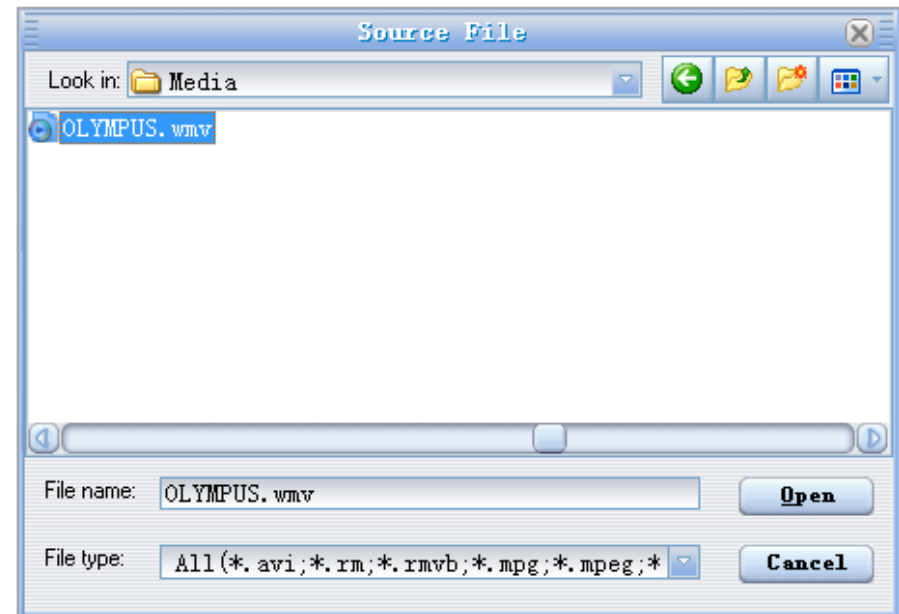 Source File
Look in: Media
OLYMPUS.wmv
File name: OLYMPUS.wmv Open
File type: All(*.avi;*.rm;*.rmvb;*.mpg;*.mpeg;* Cancel